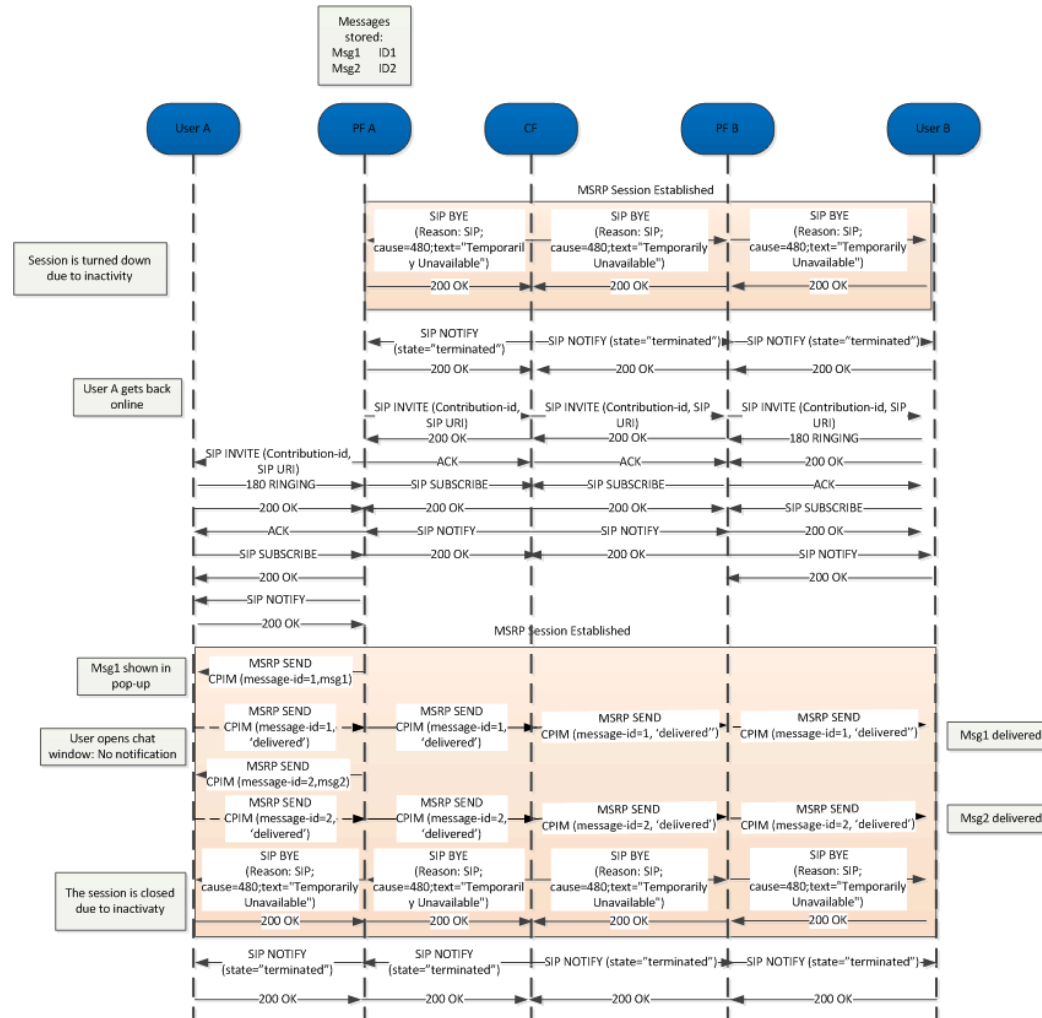 Messages
stored:
Msg1 ID1
Msg2 ID2
User A
PF A
CF
PF B
User B
MSRP Session Established
Session is turned down
due to inactivity
SIP BYE
(Reason: SIP;
cause=480;text="Temporaril
y Unavailable")
SIP BYE
(Reason: SIP;
cause=480;text="Temporarily
Unavailable")
SIP BYE
(Reason: SIP;
cause=480;text="Temporarily
Unavailable")
200 OK
200 OK
200 OK
SIP NOTIFY
(state="terminated")
SIP NOTIFY (state="terminated")
SIP NOTIFY (state="terminated")
200 OK
200 OK
200 OK
User A gets back
online
SIP INVITE (Contribution-id,
SIP URI)
SIP INVITE (Contribution-id, SIP
URI)
SIP INVITE (Contribution-id, SIP
URI)
200 OK
200 OK
180 RINGING
SIP INVITE (Contribution-id,
SIP URI)
ACK
ACK
200 OK
180 RINGING
SIP SUBSCRIBE
SIP SUBSCRIBE
ACK
200 OK
200 OK
200 OK
SIP SUBSCRIBE
ACK
SIP NOTIFY
SIP NOTIFY
200 OK
SIP SUBSCRIBE
200 OK
200 OK
SIP NOTIFY
200 OK
200 OK
SIP NOTIFY
200 OK
MSRP Session Established
Msg1 shown in
pop-up
MSRP SEND
CPIM (message-id=1,msg1)
User opens chat
window: No notification
MSRP SEND
CPIM (message-id=1,
‘delivered’)
MSRP SEND
CPIM (message-id=1,
‘delivered’)
MSRP SEND
CPIM (message-id=1, ‘delivered’')
MSRP SEND
CPIM (message-id=1, ‘delivered’')
Msg1 delivered
MSRP SEND
CPIM (message-id=2,msg2)
MSRP SEND
CPIM (message-id=2,
‘delivered’)
MSRP SEND
CPIM (message-id=2,
‘delivered’)
MSRP SEND
CPIM (message-id=2, ‘delivered’)
MSRP SEND
CPIM (message-id=2, ‘delivered’)
Msg2 delivered
The session is closed
due to inactivaty
SIP BYE
(Reason: SIP;
cause=480;text="Temporarily
Unavailable")
SIP BYE
(Reason: SIP;
cause=480;text="Temporaril
y Unavailable")
SIP BYE
(Reason: SIP;
cause=480;text="Temporarily
Unavailable")
SIP BYE
(Reason: SIP;
cause=480;text="Temporarily
Unavailable")
200 OK
200 OK
200 OK
200 OK
SIP NOTIFY
(state="terminated")
SIP NOTIFY
(state="terminated")
SIP NOTIFY (state="terminated")
SIP NOTIFY (state="terminated")
200 OK
200 OK
200 OK
200 OK